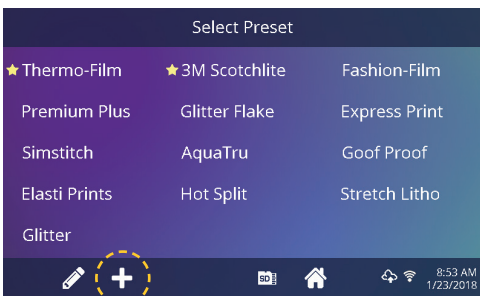 Select Preset
Thermo-Film 3M Scotchlite Fashion-Film
Premium Plus Glitter Flake Express Print
Simstitch AquaTru Goof Proof
Elasti Prints Hot Split Stretch Litho
Glitter
SD 8:53 AM
1/23/2018